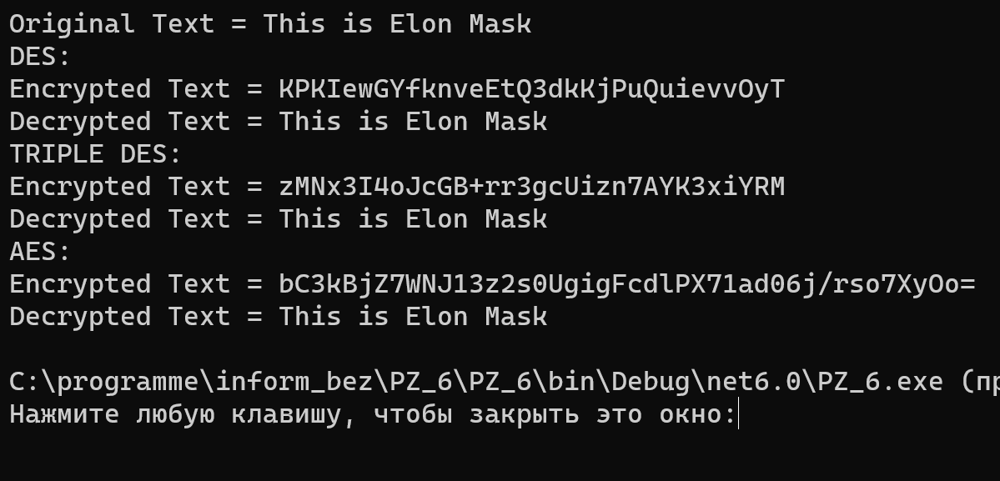 Original Text = This is Elon Mask
DES:
Encrypted Text = KPKIewGYfknveEtQ3dkKjPuQuievvOyT
Decrypted Text = This is Elon Mask
TRIPLE DES:
Encrypted Text = zMNx3I4oJcGB+rr3gcUizn7AYK3xiYRM
Decrypted Text = This is Elon Mask
AES:
Encrypted Text = bC3kBjZ7WNJ13z2s0UgigFcdlPX71ad06j/rso7XyOo=
Decrypted Text = This is Elon Mask
C:\programme\inform_bez\PZ_6\PZ_6\bin\Debug\net6.0\PZ_6.exe (пр
Нажмите любую клавишу, чтобы закрыть это окно: